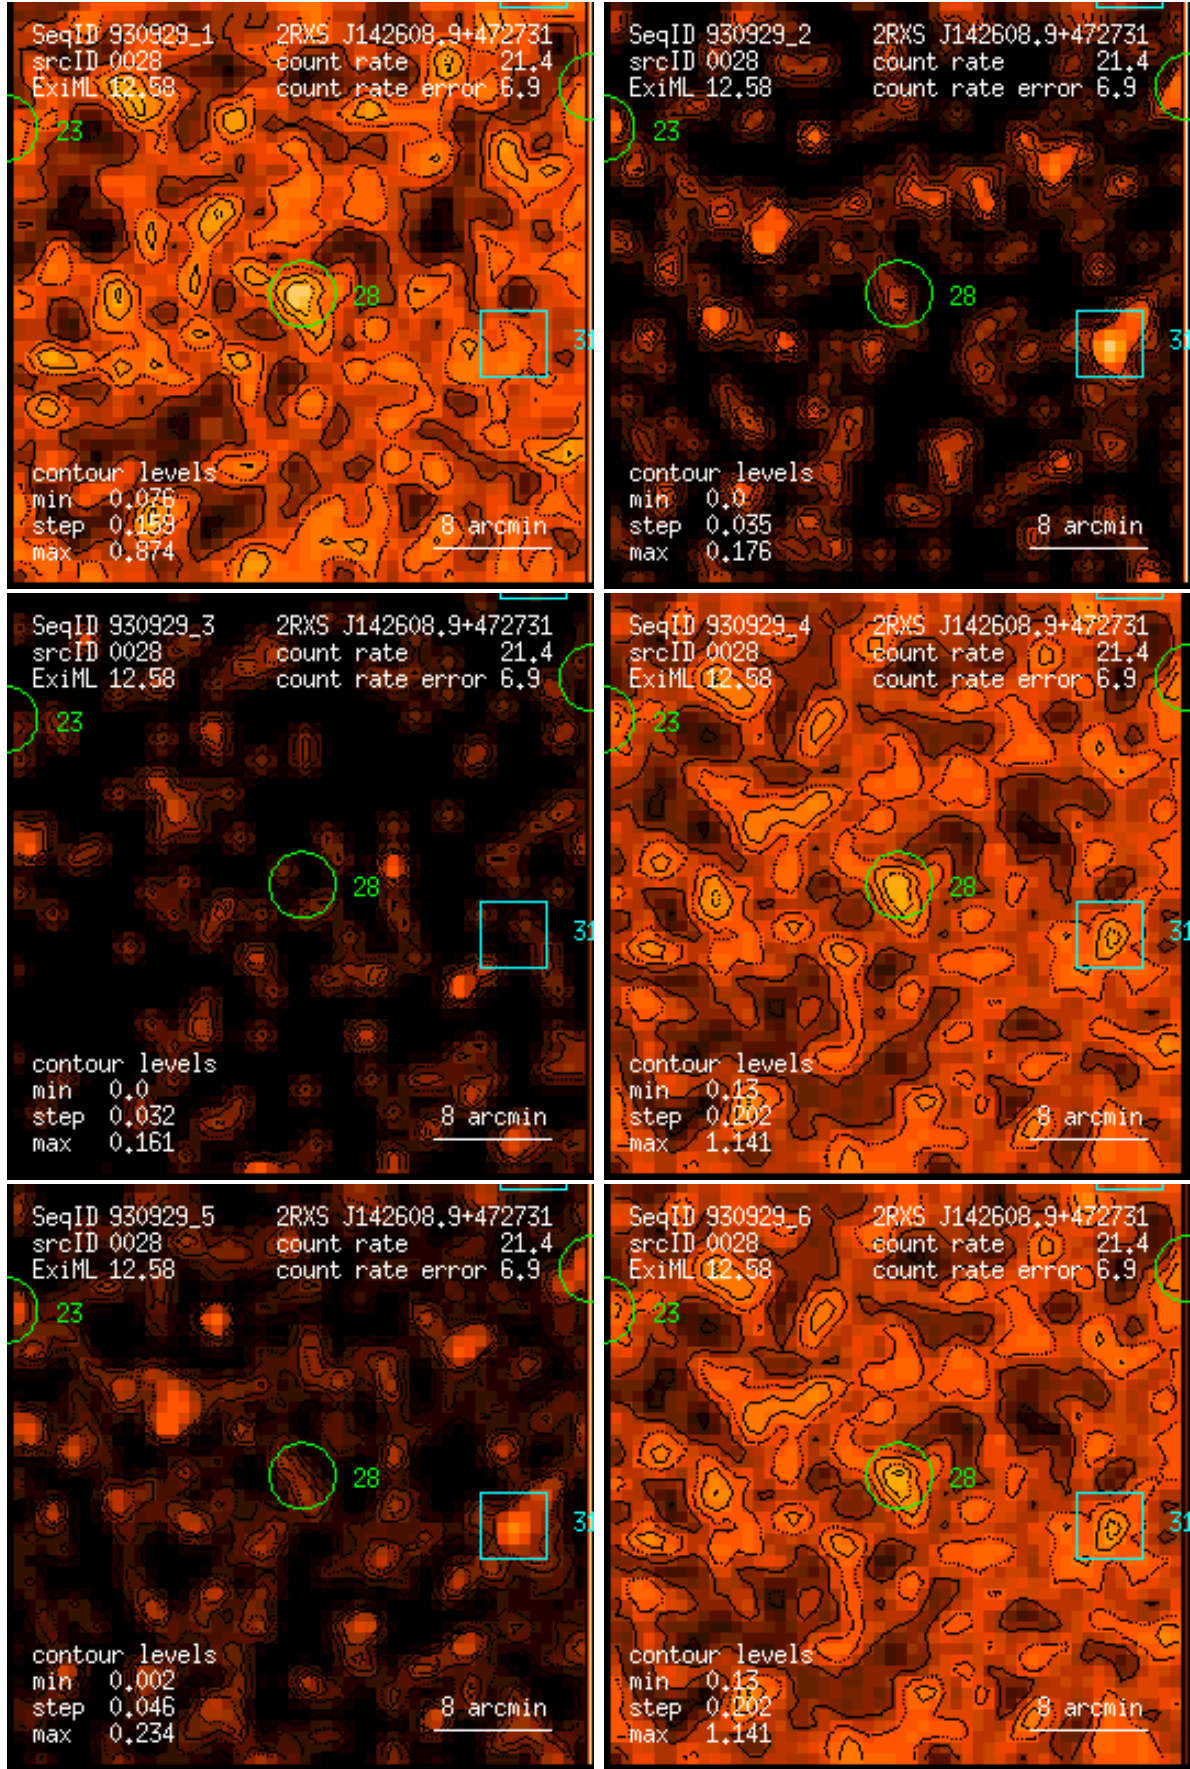 SeqID 930929_1 2RXS J142608.9+472731
srcID 0028 count rate 21.4
ExiML 12.58 count rate error 6.9
23
28
31
contour levels
min 0.076
step 0.159
max 0.874
8 arcmin
SeqID 930929_2 2RXS J142608.9+472731
srcID 0028 count rate 21.4
ExiML 12.58 count rate error 6.9
23
28
31
contour levels
min 0.0
step 0.035
max 0.176
8 arcmin
SeqID 930929_3 2RXS J142608.9+472731
srcID 0028 count rate 21.4
ExiML 12.58 count rate error 6.9
23
28
31
contour levels
min 0.0
step 0.032
max 0.161
8 arcmin
SeqID 930929_4 2RXS J142608.9+472731
srcID 0028 count rate 21.4
ExiML 12.58 count rate error 6.9
23
28
31
contour levels
min 0.13
step 0.202
max 1.141
8 arcmin
SeqID 930929_5 2RXS J142608.9+472731
srcID 0028 count rate 21.4
ExiML 12.58 count rate error 6.9
23
28
31
contour levels
min 0.002
step 0.046
max 0.234
8 arcmin
SeqID 930929_6 2RXS J142608.9+472731
srcID 0028 count rate 21.4
ExiML 12.58 count rate error 6.9
23
28
31
contour levels
min 0.13
step 0.202
max 1.141
8 arcmin